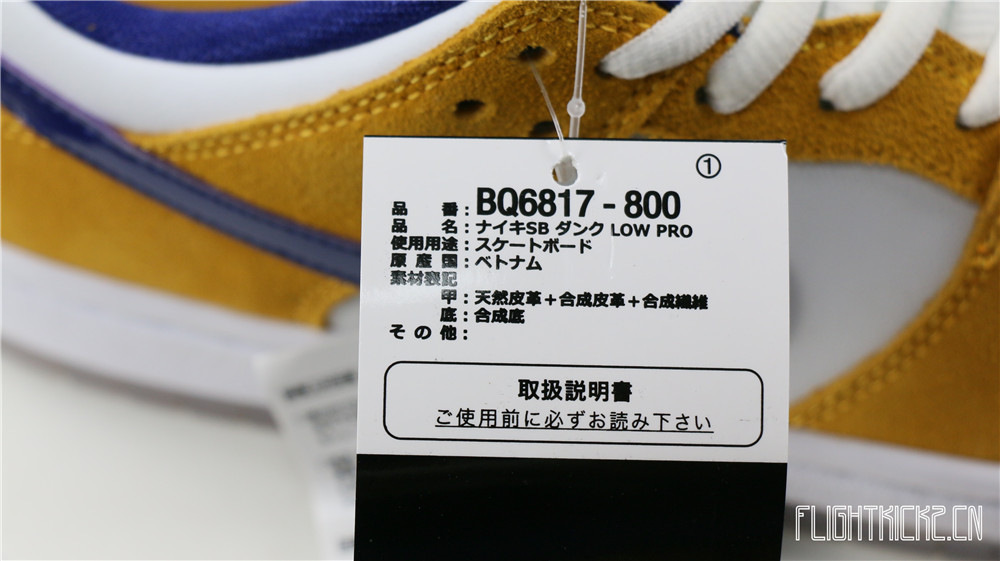 ①
品 番：BQ6817 - 800
品 名：ナイキSB ダンク LOW PRO
使用用途：スケートボード
原 産 国：ベトナム
素材表記
甲：天然皮革＋合成皮革＋合成繊維
底：合成底
そ の 他：
取扱説明書
ご使用前に必ずお読み下さい
FLIGHTKICKZ.CN